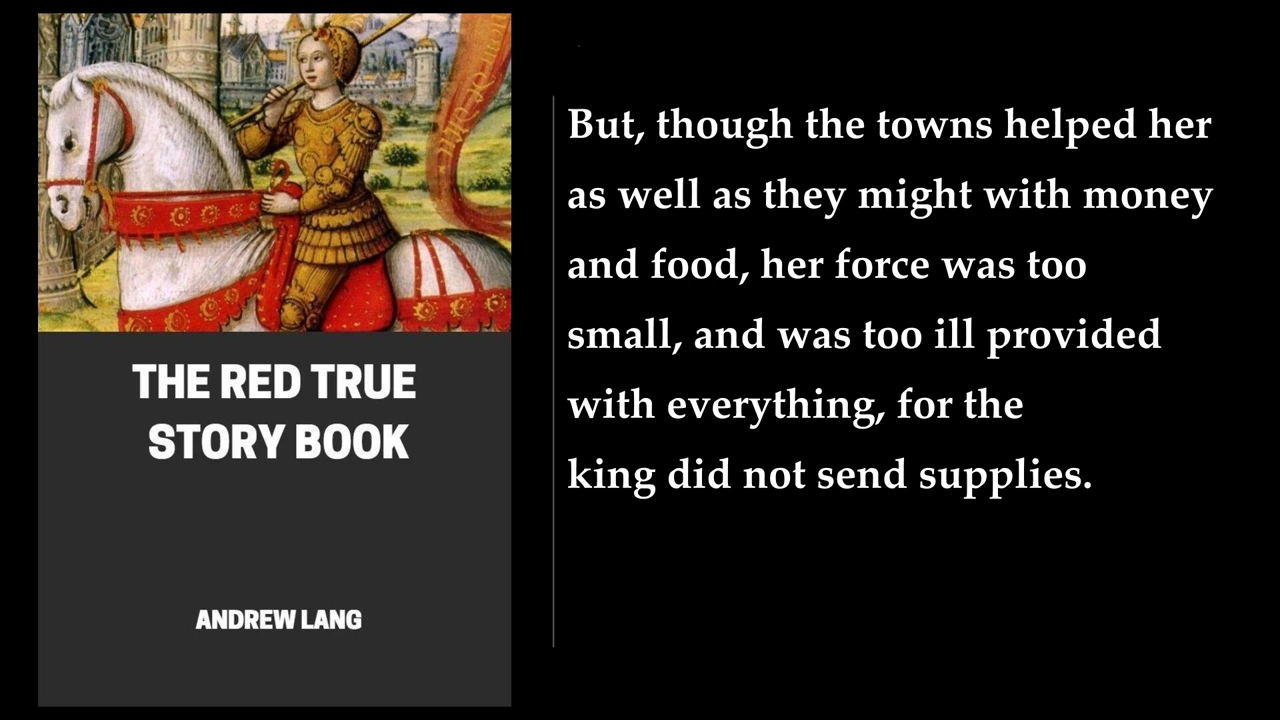 THE RED TRUE
STORY BOOK
ANDREW LANG
But, though the towns helped her
as well as they might with money
and food, her force was too
small, and was too ill provided
with everything, for the
king did not send supplies.